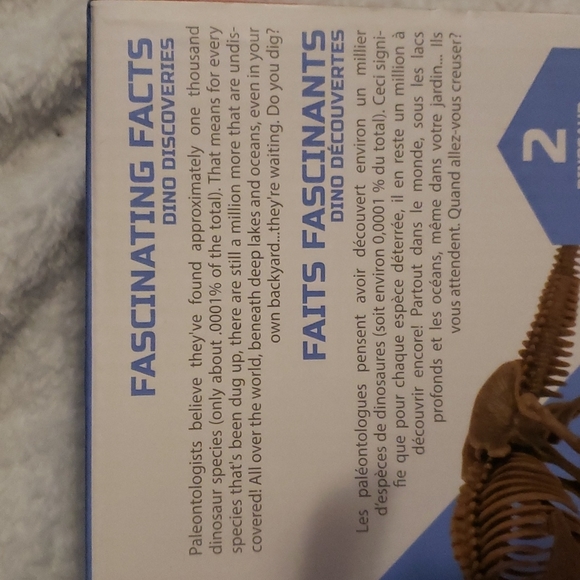 FASCINATING FACTS
DINO DISCOVERIES
Paleontologists believe they've found approximately one thousand
dinosaur species (only about .0001% of the total). That means for every
species that's been dug up, there are still a million more that are undis-
covered! All over the world, beneath deep lakes and oceans, even in your
own backyard...they're waiting. Do you dig?
FAITS FASCINANTS
DINO DÉCOUVERTES
Les paléontologues pensent avoir découvert environ un millier
d'espèces de dinosaures (soit environ 0,0001 % du total). Ceci signi-
fie que pour chaque espèce déterrée, il en reste un million à
découvrir encore! Partout dans le monde, sous les lacs
profonds et les océans, même dans votre jardin... Ils
vous attendent. Quand allez-vous creuser?
2